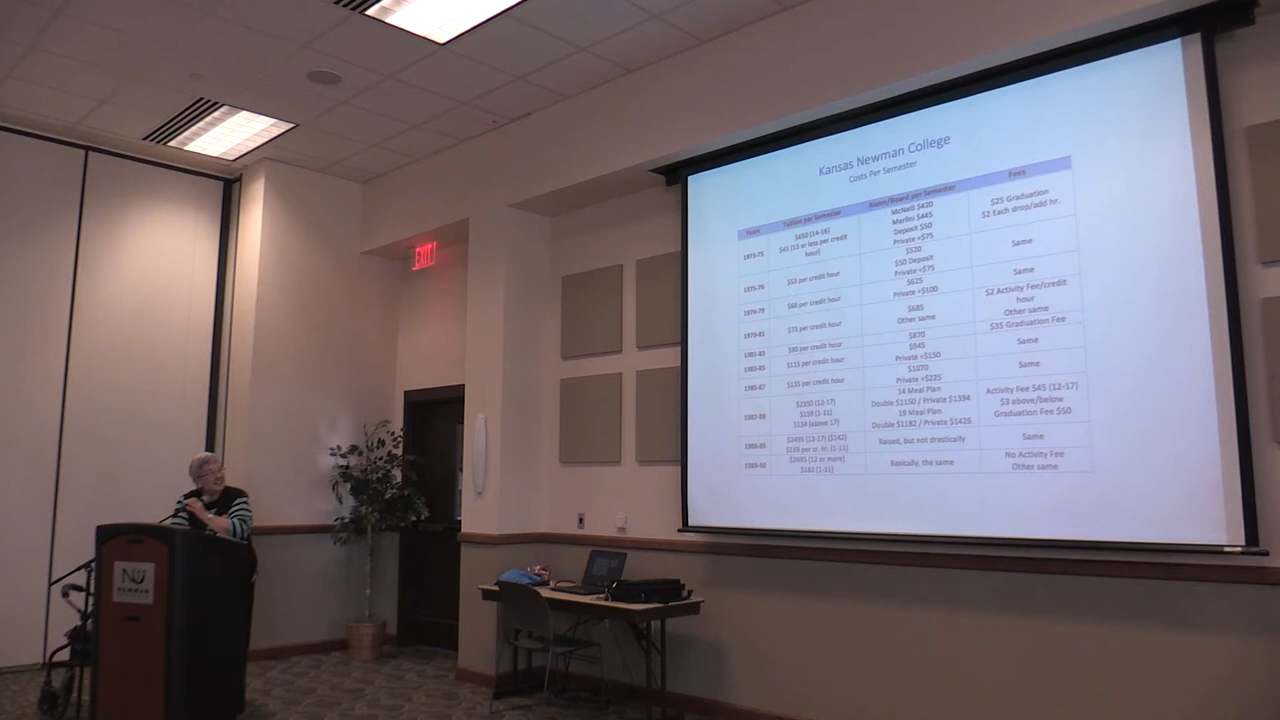 EXIT
NU
NEWMAN
Kansas Newman College
Costs Per Semester
Years Tuition per Semester Room/Board per Semester Fees
1973-75
$650 (14-16)
$45 (13 or less per credit
hour)
McNeill $420
Merlini $445
Deposit $50
Private +$75
$25 Graduation
$2 Each drop/add hr.
1975-76
$53 per credit hour
$520
$50 Deposit
Private +$75
Same
1976-79
$68 per credit hour
$625
Private +$100
Same
1979-81
$73 per credit hour
$685
Other same
$2 Activity Fee/credit
hour
Other same
1981-83
$90 per credit hour
$870
$35 Graduation Fee
1983-85
$115 per credit hour
$945
Private +$150
Same
1985-87
$135 per credit hour
$1070
Private +$225
Same
1987-88
$2350 (12-17)
$159 (1-11)
$134 (above 17)
14 Meal Plan
Double $1150 / Private $1394
19 Meal Plan
Double $1182 / Private $1426
Activity Fee $45 (12-17)
$3 above/below
Graduation Fee $50
1988-89
$2495 (12-17) ($142)
$168 per cr. hr. (1-11)
Raised, but not drastically
Same
1989-90
$2695 (12 or more)
$182 (1-11)
Basically, the same
No Activity Fee
Other same